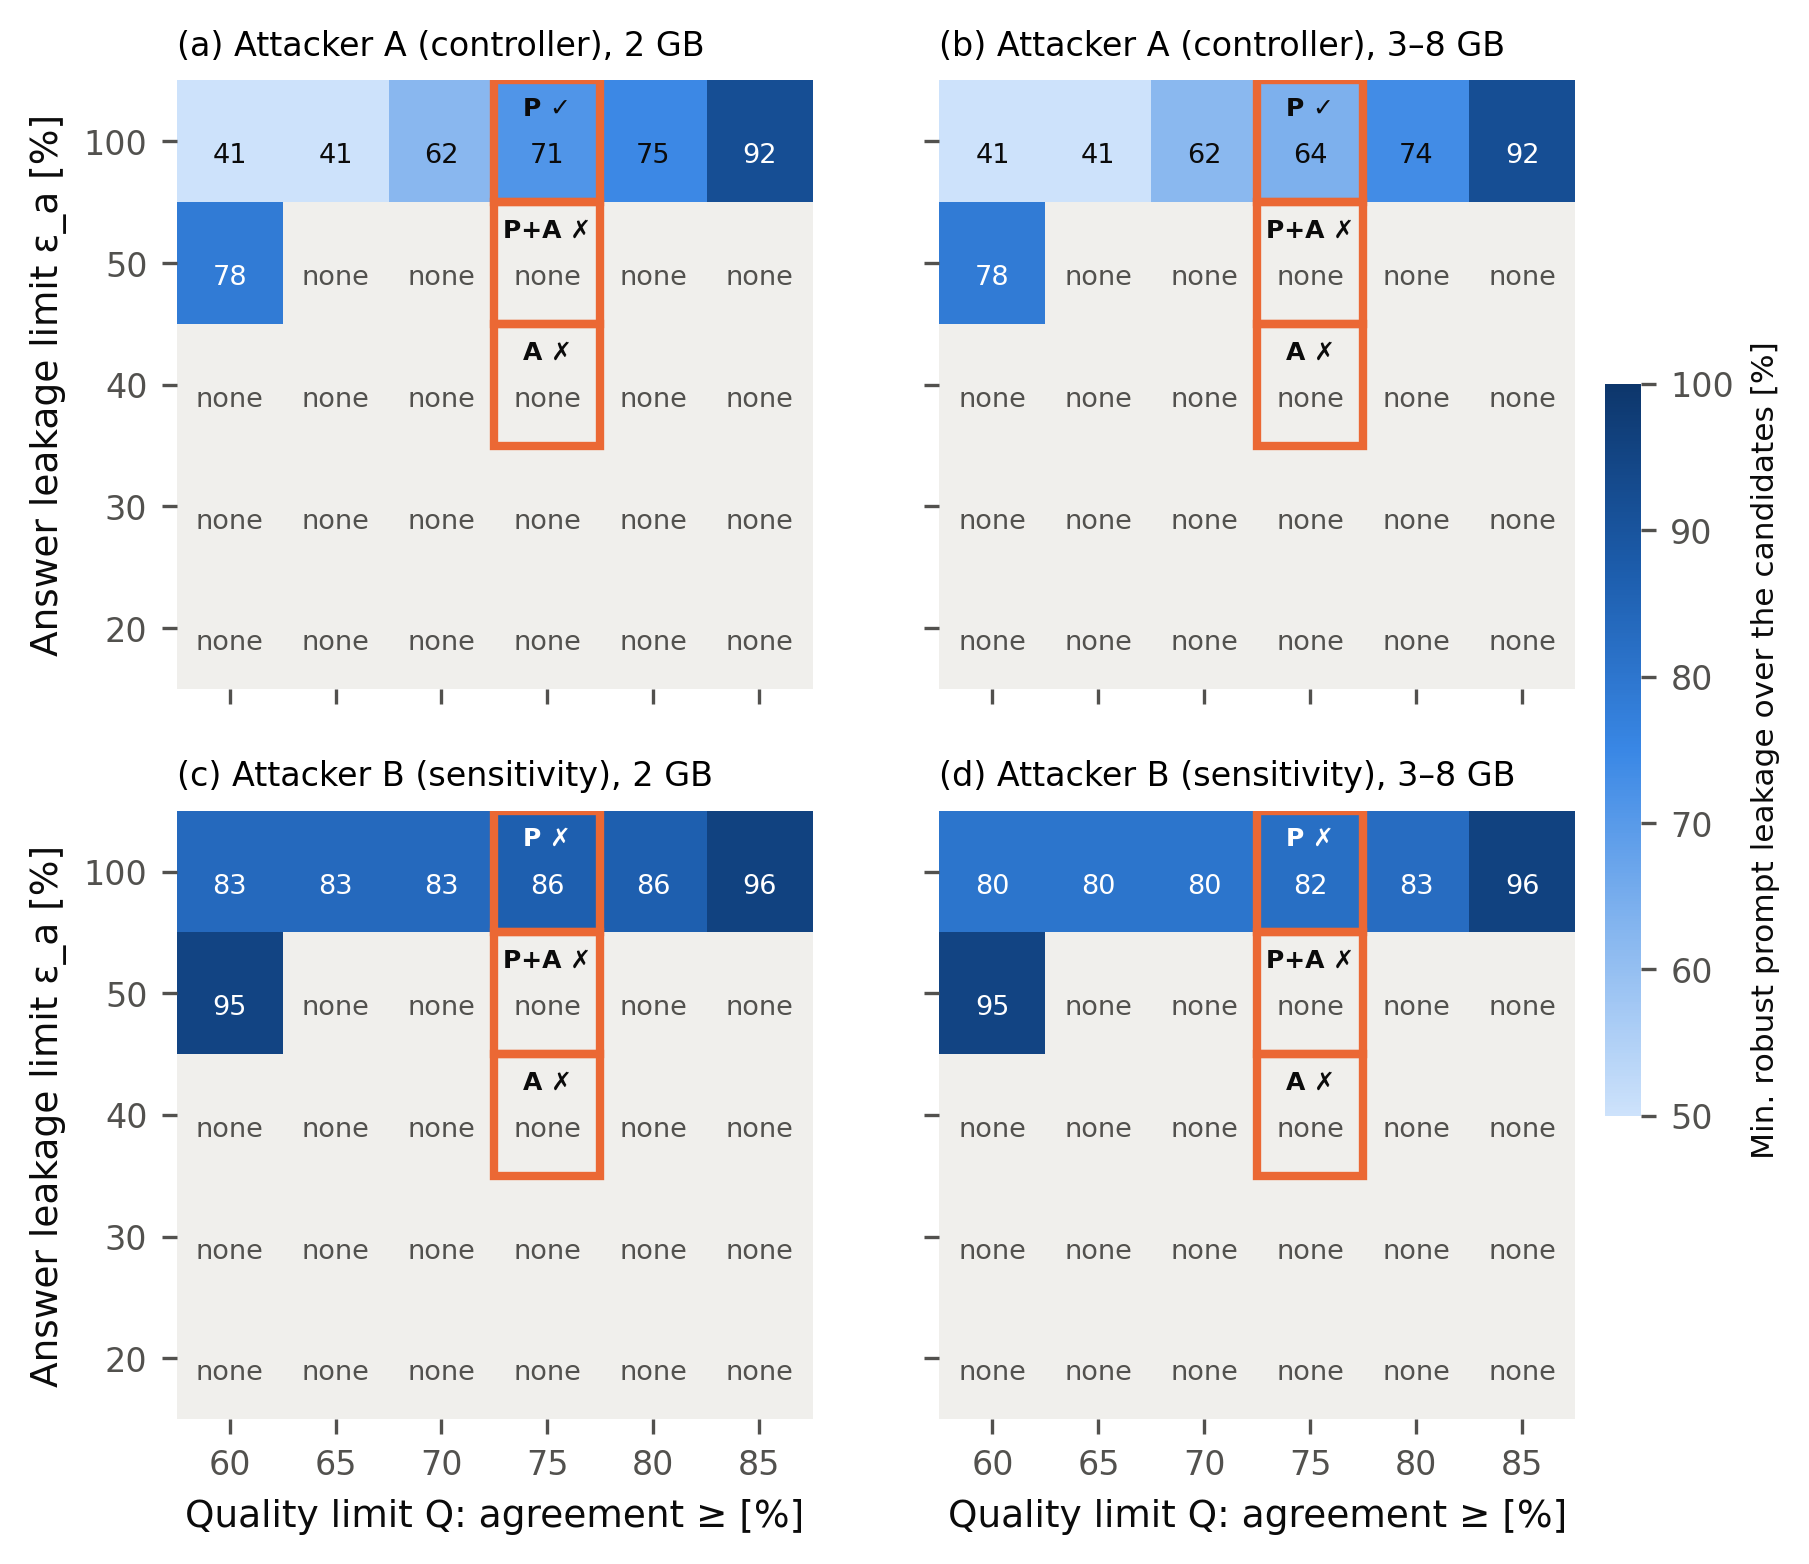 (a) Attacker A (controller), 2 GB
Answer leakage limit ε_a [%]
P ✓
100 41 41 62 71 75 92
P+A ✗
50 78 none none none none none
A ✗
40 none none none none none none
30 none none none none none none
20 none none none none none none
(b) Attacker A (controller), 3–8 GB
P ✓
41 41 62 64 74 92
P+A ✗
78 none none none none none
A ✗
none none none none none none
none none none none none none
none none none none none none
(c) Attacker B (sensitivity), 2 GB
Answer leakage limit ε_a [%]
P ✗
100 83 83 83 86 86 96
P+A ✗
50 95 none none none none none
A ✗
40 none none none none none none
30 none none none none none none
20 none none none none none none
60 65 70 75 80 85
Quality limit Q: agreement ≥ [%]
(d) Attacker B (sensitivity), 3–8 GB
P ✗
80 80 80 82 83 96
P+A ✗
95 none none none none none
A ✗
none none none none none none
none none none none none none
none none none none none none
60 65 70 75 80 85
Quality limit Q: agreement ≥ [%]
100
90
80
70
60
50
Min. robust prompt leakage over the candidates [%]